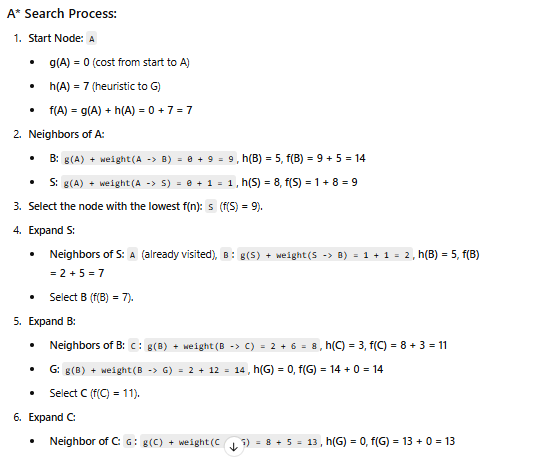 A* Search Process:
1. Start Node: A
• g(A) = 0 (cost from start to A)
• h(A) = 7 (heuristic to G)
• f(A) = g(A) + h(A) = 0 + 7 = 7
2. Neighbors of A:
• B: g(A) + weight(A -> B) = 0 + 9 = 9, h(B) = 5, f(B) = 9 + 5 = 14
• S: g(A) + weight(A -> S) = 0 + 1 = 1, h(S) = 8, f(S) = 1 + 8 = 9
3. Select the node with the lowest f(n): S (f(S) = 9).
4. Expand S:
• Neighbors of S: A (already visited), B: g(S) + weight(S -> B) = 1 + 1 = 2, h(B) = 5, f(B)
= 2 + 5 = 7
• Select B (f(B) = 7).
5. Expand B:
• Neighbors of B: C: g(B) + weight(B -> C) = 2 + 6 = 8, h(C) = 3, f(C) = 8 + 3 = 11
• G: g(B) + weight(B -> G) = 2 + 12 = 14, h(G) = 0, f(G) = 14 + 0 = 14
• Select C (f(C) = 11).
6. Expand C:
• Neighbor of C: G: g(C) + weight(C G) = 8 + 5 = 13, h(G) = 0, f(G) = 13 + 0 = 13